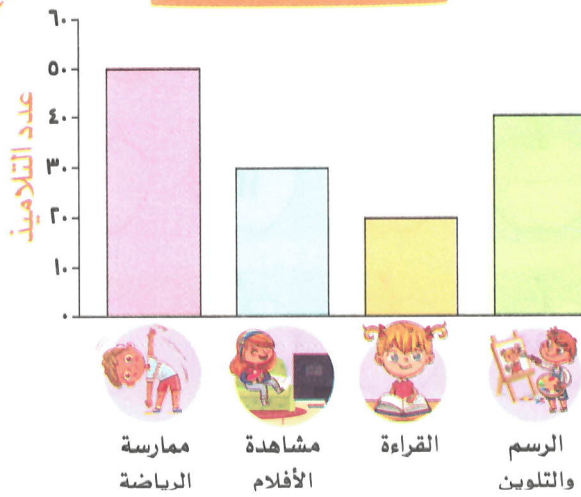 ٦٠
٥٠
٤٠
٣٠
٢٠
١٠
٠
عدد التلاميذ
ممارسة الرياضة
مشاهدة الأفلام
القراءة
الرسم والتلوين